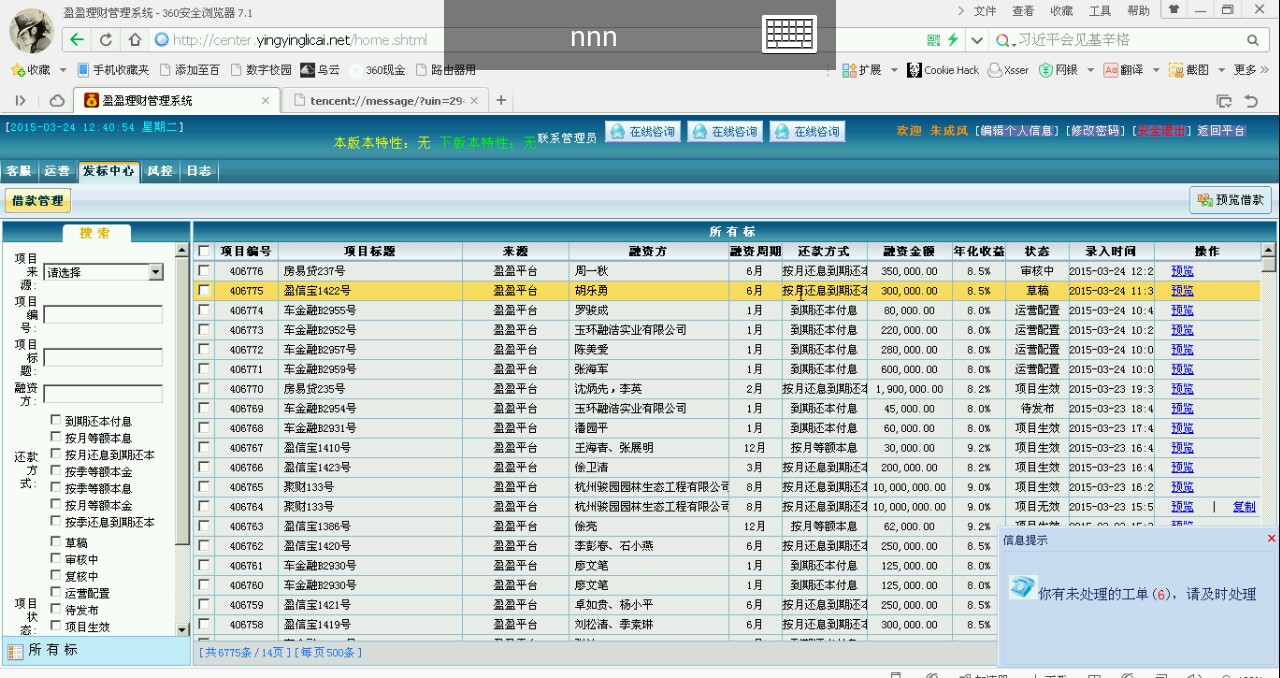 盈盈理财管理系统 - 360安全浏览器 7.1
文件 查看 收藏 工具 帮助
nnn
http://center.yingyinglicai.net/home.shtml
习近平会见基辛格
收藏 手机收藏夹 添加至百 数字校园 乌云 360现金 路由器用
扩展 Cookie Hack Xsser 网银 翻译 截图 更多 »
盈盈理财管理系统 × tencent://message/?uin=29· × +
[2015-03-24 12:40:54 星期二]
本版本特性：无 下版本特性：无 联系管理员 在线咨询 在线咨询 在线咨询
欢迎 朱成风 [编辑个人信息] [修改密码] [安全退出] 返回平台
客服 运营 发标中心 风控 日志
借款管理 预览借款
搜索
项目来源: 请选择
项目编号:
项目标题:
融资方:
还款方式:
到期还本付息
按月等额本息
按月还息到期还本
按季等额本金
按季等额本息
按月等额本金
按季还息到期还本
项目状态:
草稿
审核中
复核中
运营配置
待发布
项目生效
所有标
所有标
项目编号 项目标题 来源 融资方 融资周期 还款方式 融资金额 年化收益 状态 录入时间 操作
406776 房易贷237号 盈盈平台 周一秋 6月 按月还息到期还本 350,000.00 8.5% 审核中 2015-03-24 12:2 预览
406775 盈信宝1422号 盈盈平台 胡乐勇 6月 按月还息到期还本 300,000.00 8.5% 草稿 2015-03-24 11:3 预览
406774 车金融B2955号 盈盈平台 罗骏成 1月 到期还本付息 80,000.00 8.0% 运营配置 2015-03-24 10:4 预览
406773 车金融B2952号 盈盈平台 玉环融浩实业有限公司 1月 到期还本付息 220,000.00 8.0% 运营配置 2015-03-24 10:2 预览
406772 车金融B2957号 盈盈平台 陈美爱 1月 到期还本付息 280,000.00 8.0% 运营配置 2015-03-24 10:0 预览
406771 车金融B2959号 盈盈平台 张海军 1月 到期还本付息 600,000.00 8.0% 运营配置 2015-03-24 10:0 预览
406770 房易贷235号 盈盈平台 沈炳先，李英 2月 按月还息到期还本 1,900,000.00 8.2% 项目生效 2015-03-23 19:3 预览
406769 车金融B2954号 盈盈平台 玉环融浩实业有限公司 1月 到期还本付息 45,000.00 8.0% 待发布 2015-03-23 18:4 预览
406768 车金融B2931号 盈盈平台 潘园平 1月 到期还本付息 60,000.00 8.0% 项目生效 2015-03-23 17:4 预览
406767 盈信宝1410号 盈盈平台 王海青、张展明 12月 按月等额本息 30,000.00 9.2% 项目生效 2015-03-23 16:4 预览
406766 盈信宝1423号 盈盈平台 徐卫清 3月 按月还息到期还本 200,000.00 8.2% 项目生效 2015-03-23 16:4 预览
406765 聚财133号 盈盈平台 杭州骏园园林生态工程有限公司 8月 按月还息到期还本 10,000,000.00 9.0% 项目生效 2015-03-23 16:2 预览
406764 聚财133号 盈盈平台 杭州骏园园林生态工程有限公司 8月 按月还息到期还本 10,000,000.00 9.0% 项目无效 2015-03-23 15:5 预览 | 复制
406763 盈信宝1386号 盈盈平台 徐亮 12月 按月等额本息 62,000.00 9.2%
406762 盈信宝1420号 盈盈平台 李彭春、石小燕 6月 按月还息到期还本 250,000.00 8.5%
406761 车金融B2930号 盈盈平台 廖文笔 1月 到期还本付息 125,000.00 8.0%
406760 车金融B2930号 盈盈平台 廖文笔 1月 到期还本付息 125,000.00 8.0%
406759 盈信宝1421号 盈盈平台 卓如贵、杨小平 6月 按月还息到期还本 250,000.00 8.5%
406758 盈信宝1419号 盈盈平台 刘松清、季素琳 6月 按月还息到期还本 300,000.00 8.5%
[共6775条/14页][每页500条]
信息提示 ×
你有未处理的工单(6)，请及时处理